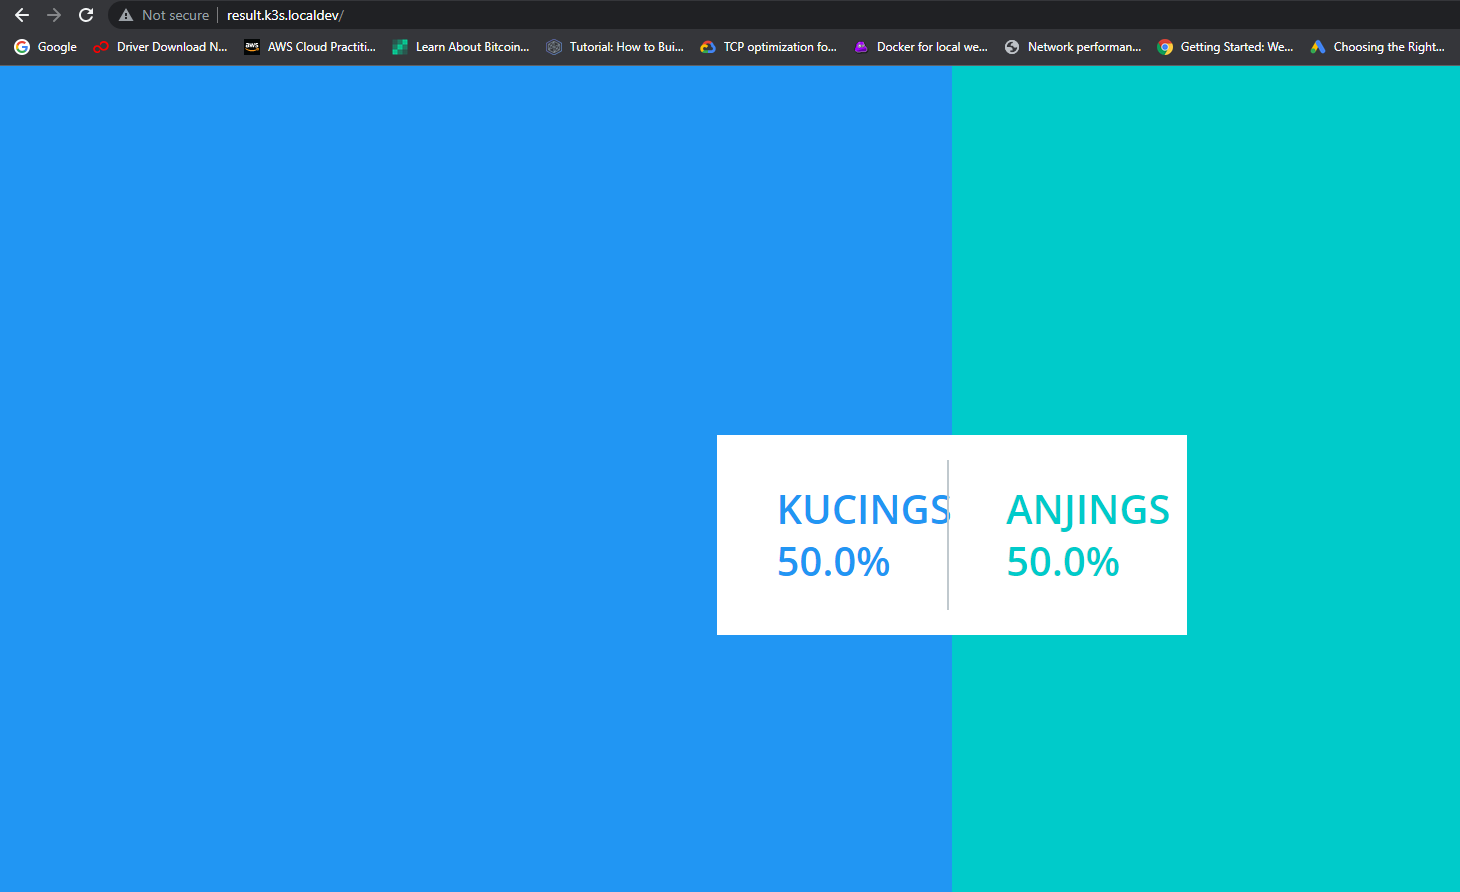 Not secure result.k3s.localdev/
Google Driver Download N... aws AWS Cloud Practiti... Learn About Bitcoin... Tutorial: How to Bui... TCP optimization fo... Docker for local we... Network performan... Getting Started: We... Choosing the Right...
KUCINGS ANJINGS
50.0% 50.0%